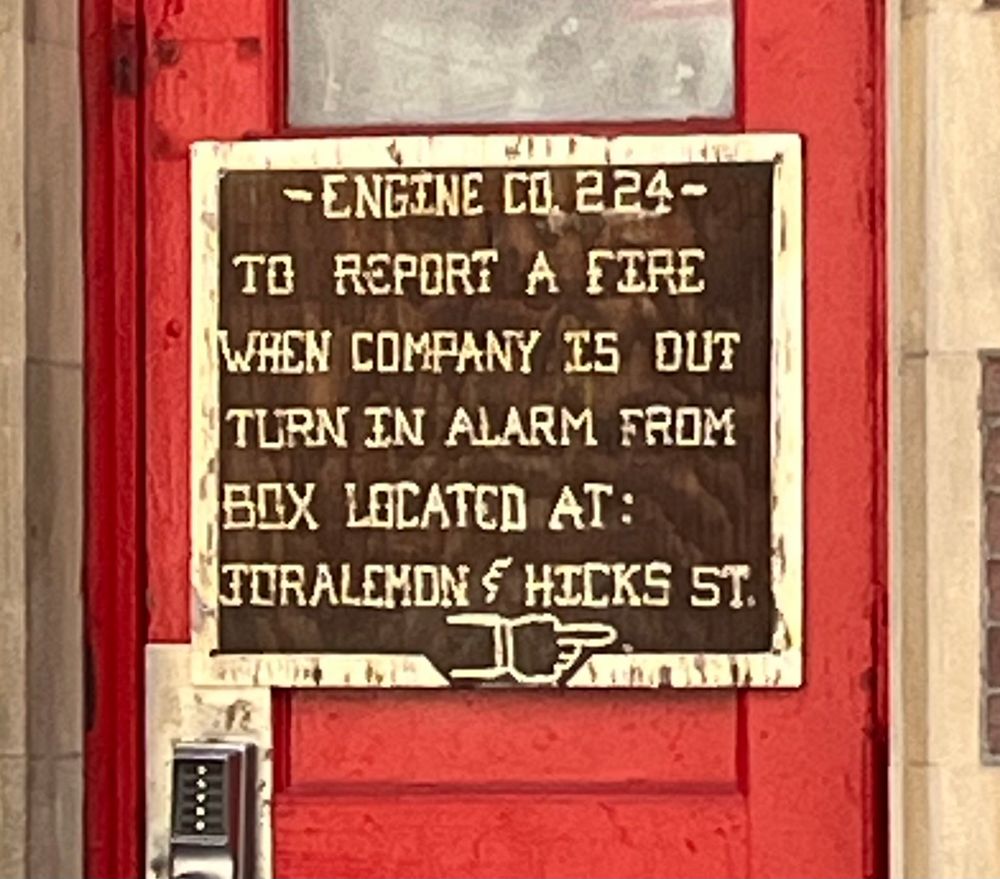 -ENGINE CO. 224-
TO REPORT A FIRE
WHEN COMPANY IS OUT
TURN IN ALARM FROM
BOX LOCATED AT:
JORALEMON & HICKS ST.